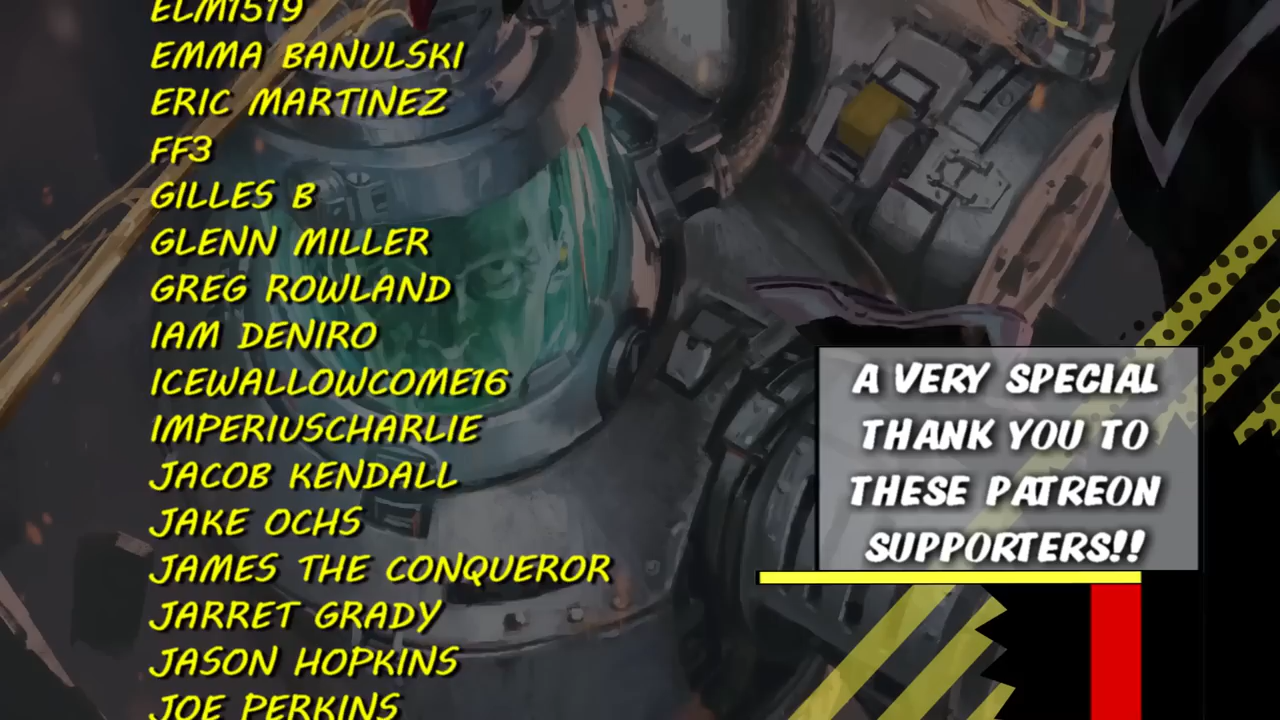 ELM1519
EMMA BANULSKI
ERIC MARTINEZ
FF3
GILLES B
GLENN MILLER
GREG ROWLAND
IAM DENIRO
ICEWALLOWCOME16
IMPERIUSCHARLIE
JACOB KENDALL
JAKE OCHS
JAMES THE CONQUEROR
JARRET GRADY
JASON HOPKINS
JOE PERKINS
A VERY SPECIAL
THANK YOU TO
THESE PATREON
SUPPORTERS!!